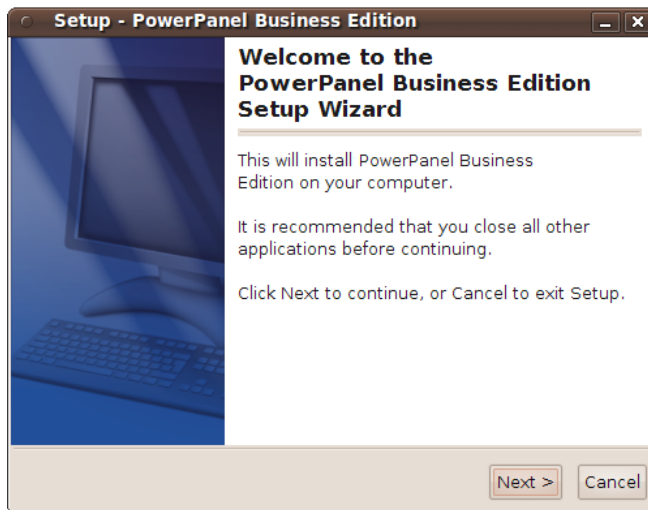 Setup - PowerPanel Business Edition
Welcome to the
PowerPanel Business Edition
Setup Wizard
This will install PowerPanel Business
Edition on your computer.
It is recommended that you close all other
applications before continuing.
Click Next to continue, or Cancel to exit Setup.
Next > Cancel